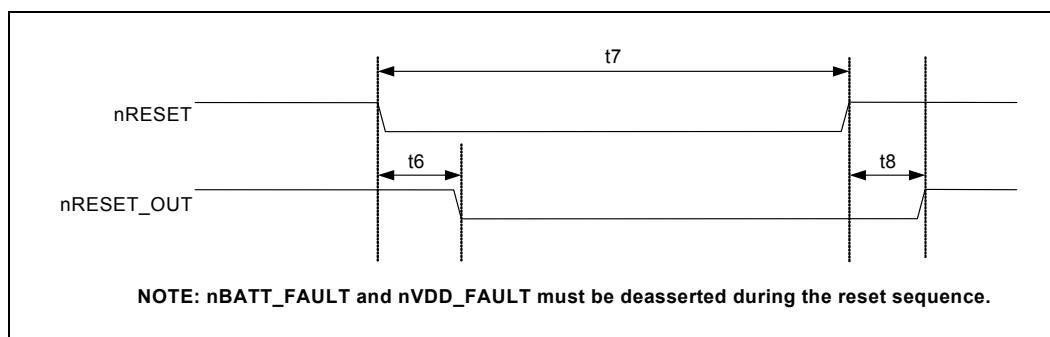 t7
nRESET
t6
t8
nRESET_OUT
NOTE: nBATT_FAULT and nVDD_FAULT must be deasserted during the reset sequence.